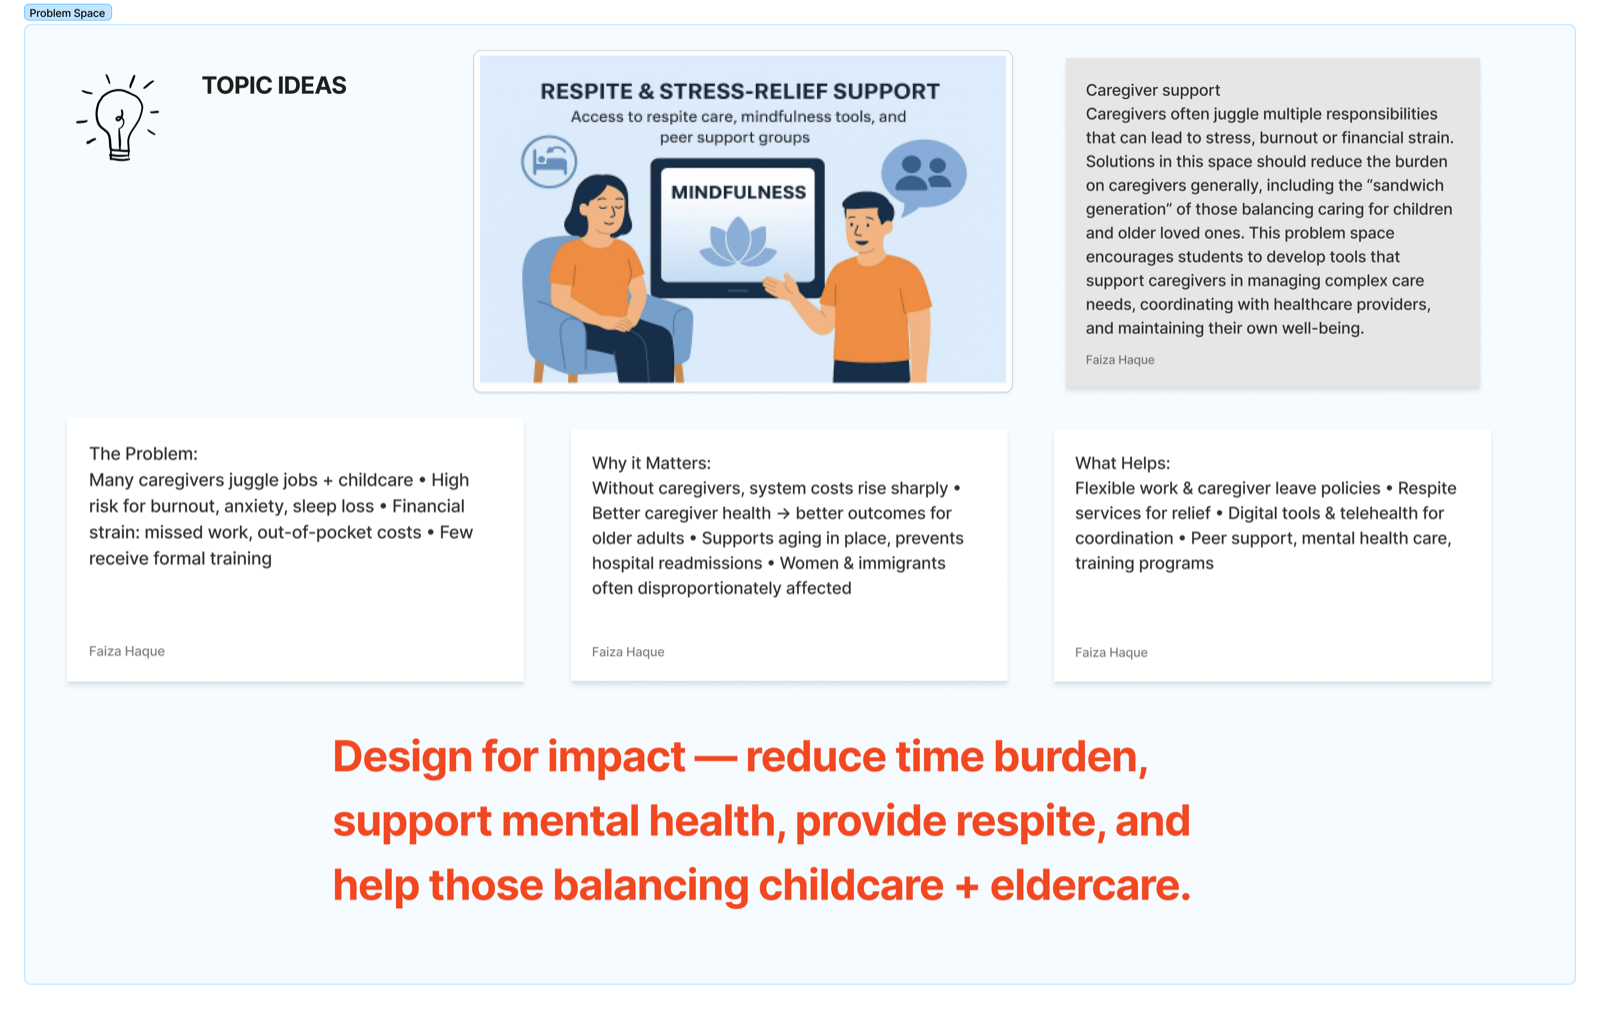 Problem Space
TOPIC IDEAS
RESPITE & STRESS-RELIEF SUPPORT
Access to respite care, mindfulness tools, and
peer support groups
MINDFULNESS
Caregiver support
Caregivers often juggle multiple responsibilities
that can lead to stress, burnout or financial strain.
Solutions in this space should reduce the burden
on caregivers generally, including the “sandwich
generation” of those balancing caring for children
and older loved ones. This problem space
encourages students to develop tools that
support caregivers in managing complex care
needs, coordinating with healthcare providers,
and maintaining their own well-being.
Faiza Haque
The Problem:
Many caregivers juggle jobs + childcare • High
risk for burnout, anxiety, sleep loss • Financial
strain: missed work, out-of-pocket costs • Few
receive formal training
Faiza Haque
Why it Matters:
Without caregivers, system costs rise sharply •
Better caregiver health → better outcomes for
older adults • Supports aging in place, prevents
hospital readmissions • Women & immigrants
often disproportionately affected
Faiza Haque
What Helps:
Flexible work & caregiver leave policies • Respite
services for relief • Digital tools & telehealth for
coordination • Peer support, mental health care,
training programs
Faiza Haque
Design for impact — reduce time burden,
support mental health, provide respite, and
help those balancing childcare + eldercare.